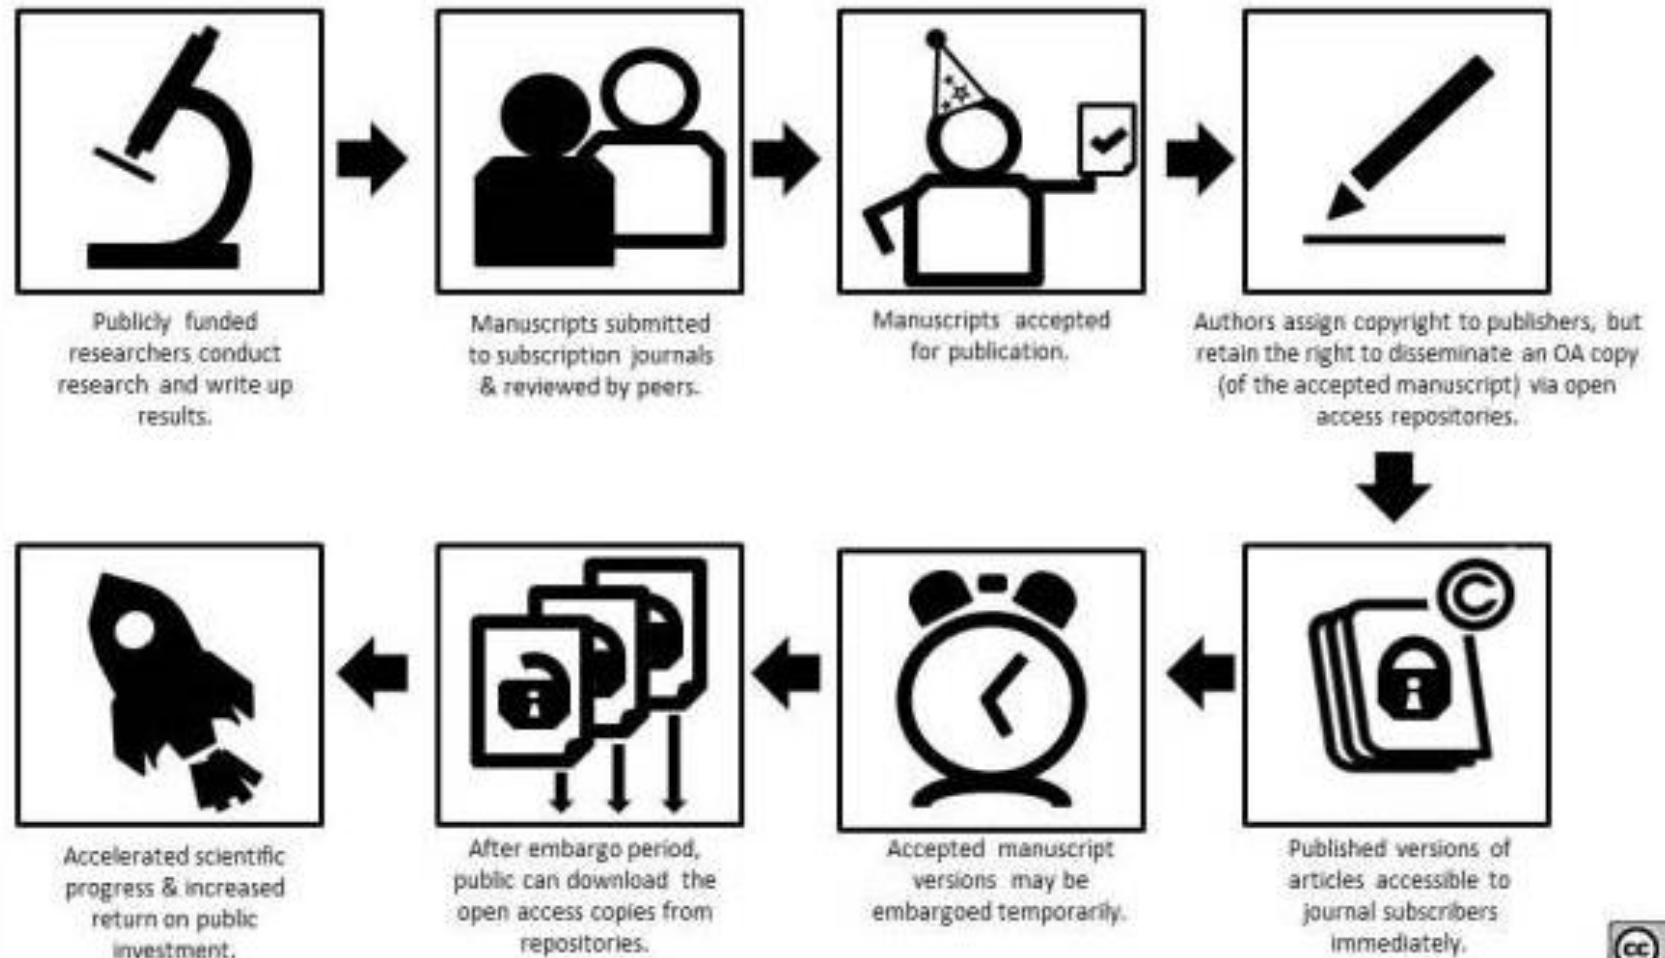 Publicly funded
researchers conduct
research and write up
results.
Manuscripts submitted
to subscription journals
& reviewed by peers.
Manuscripts accepted
for publication.
Authors assign copyright to publishers, but
retain the right to disseminate an OA copy
(of the accepted manuscript) via open
access repositories.
©
Published versions of
articles accessible to
journal subscribers
immediately.
Accepted manuscript
versions may be
embargoed temporarily.
After embargo period,
public can download the
open access copies from
repositories.
Accelerated scientific
progress & increased
return on public
investment.
cc